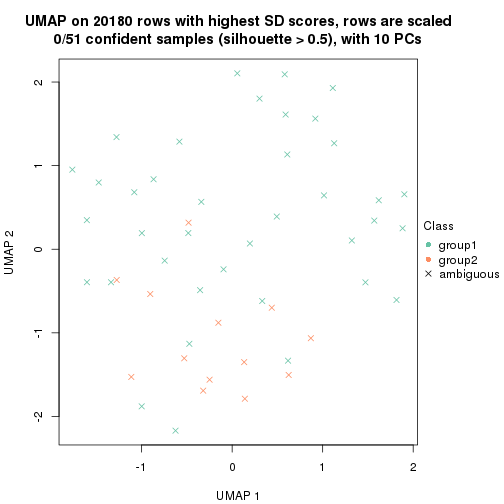 UMAP on 20180 rows with highest SD scores, rows are scaled
0/51 confident samples (silhouette > 0.5), with 10 PCs
2
1
0
-1
-2
UMAP 2
-1
0
1
2
UMAP 1
Class
group1
group2
ambiguous